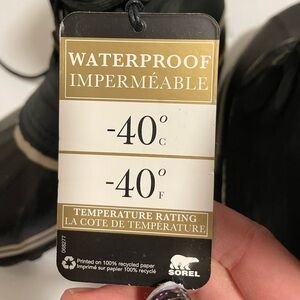 WATERPROOF
IMPERMÉABLE
-40°C
-40°F
TEMPERATURE RATING
LA COTE DE TEMPÉRATURE
069277
Printed on 100% recycled paper
Imprimé sur papier 100% recyclé
SOREL